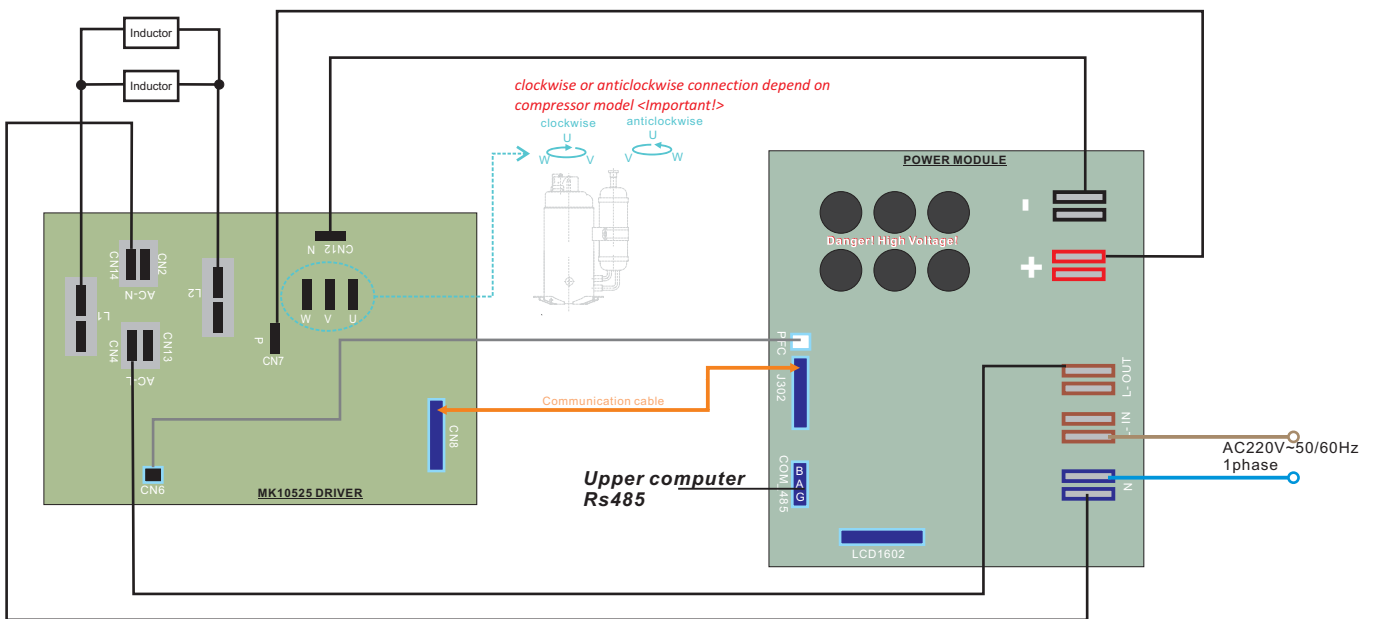 Inductor
Inductor
clockwise or anticlockwise connection depend on
compressor model <Important!>
clockwise
anticlockwise
U
U
W
V
V
W
POWER MODULE
-
Danger! High Voltage!
+
N
CN12
CN14
CN2
AC-N
L1
L2
W
V
U
P
CN7
CN4
CN13
AC-L
PFC
J302
L-OUT
Communication cable
CN8
L-IN
AC220V~50/60Hz
1phase
Upper computer
Rs485
COM 485
B
A
G
N
CN6
MK10525 DRIVER
LCD1602